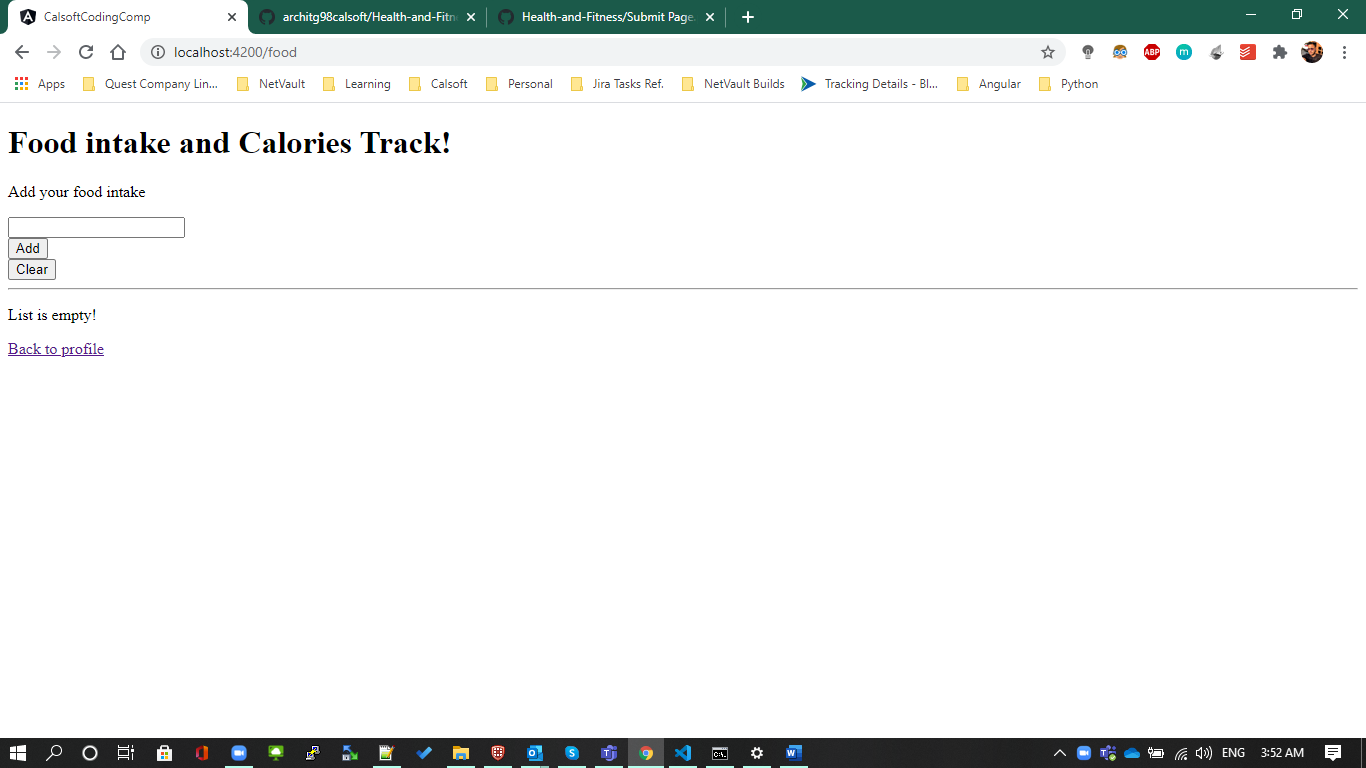 CalsoftCodingComp
architg98calsoft/Health-and-Fitn
Health-and-Fitness/Submit Page.
localhost:4200/food
ABP
m
Apps
Quest Company Lin...
NetVault
Learning
Calsoft
Personal
Jira Tasks Ref.
NetVault Builds
Tracking Details - Bl...
Angular
Python
Food intake and Calories Track!
Add your food intake
Add
Clear
List is empty!
Back to profile
ENG
3:52 AM